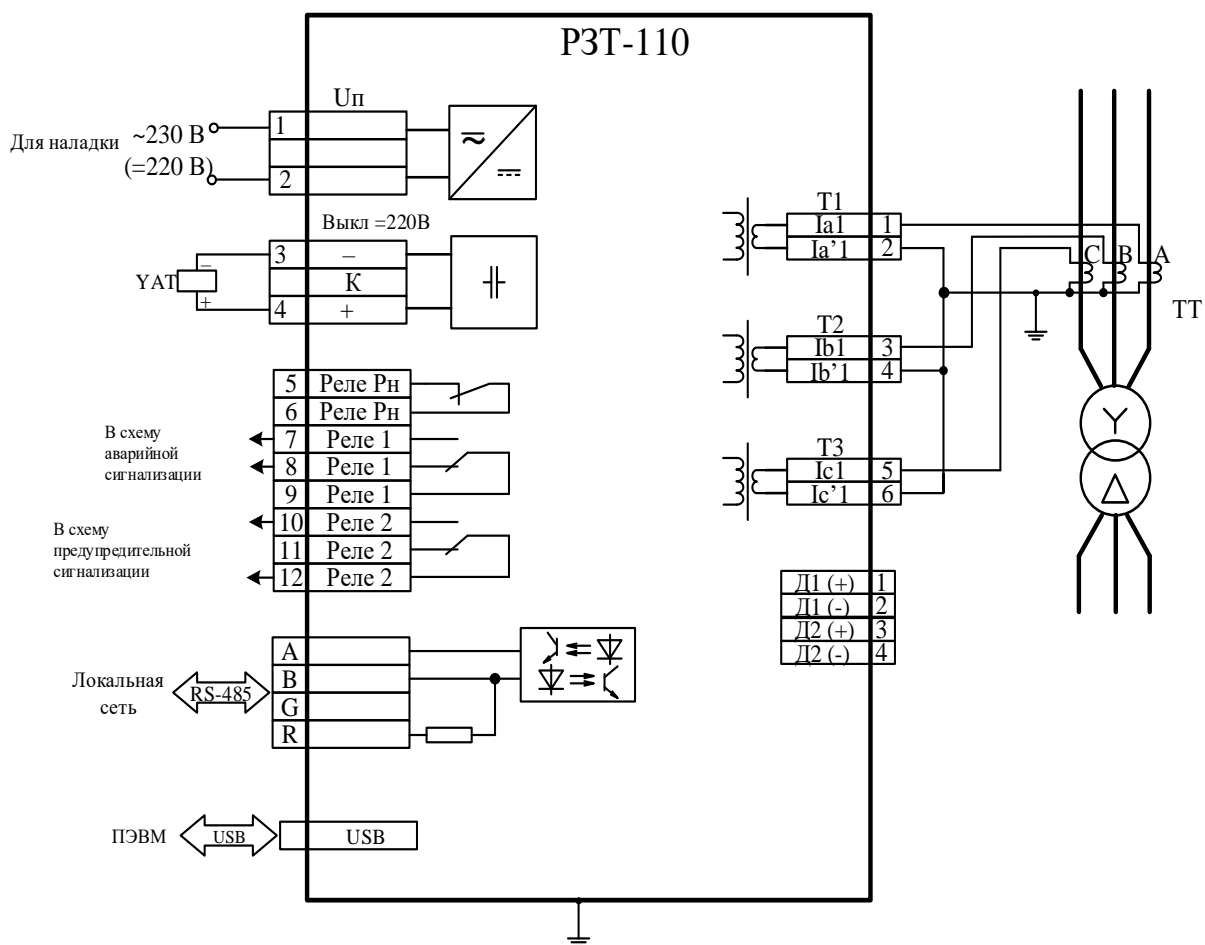 РЗТ-110
Uп
Для наладки
~230 В
(=220 В)
1
2
Выкл =220В
YAT
–
+
3
–
К
4
+
5
Реле Рн
6
Реле Рн
7
Реле 1
8
Реле 1
9
Реле 1
10
Реле 2
11
Реле 2
12
Реле 2
В схему
аварийной
сигнализации
В схему
предупредительной
сигнализации
Локальная
сеть
RS-485
A
B
G
R
ПЭВМ
USB
USB
T1
Ia1
1
Ia’1
2
T2
Ib1
3
Ib’1
4
T3
Ic1
5
Ic’1
6
C
B
A
ТТ
Д1 (+)
1
Д1 (-)
2
Д2 (+)
3
Д2 (-)
4